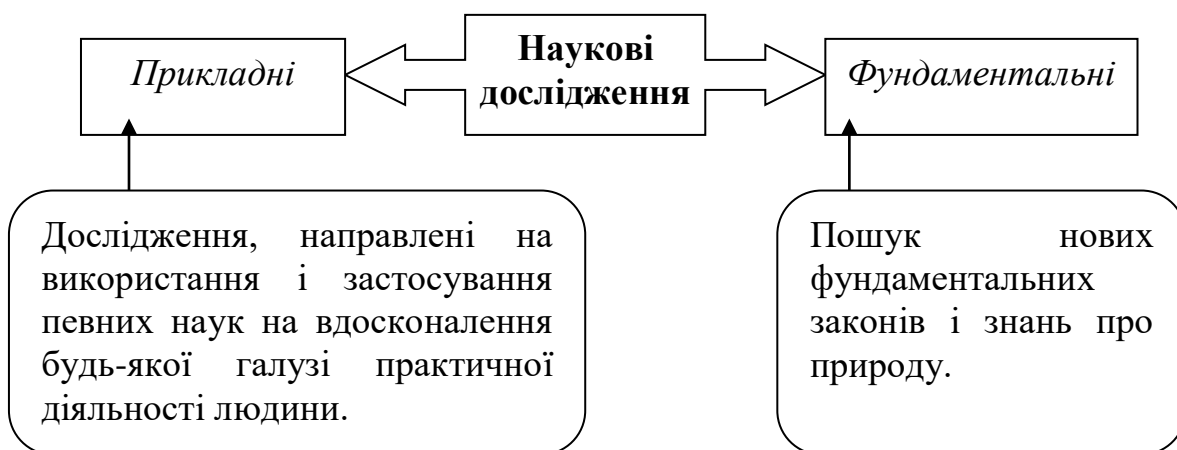 Прикладні
Наукові
дослідження
Фундаментальні
Дослідження, направлені на
використання і застосування
певних наук на вдосконалення
будь-якої галузі практичної
діяльності людини.
Пошук нових
фундаментальних
законів і знань про
природу.